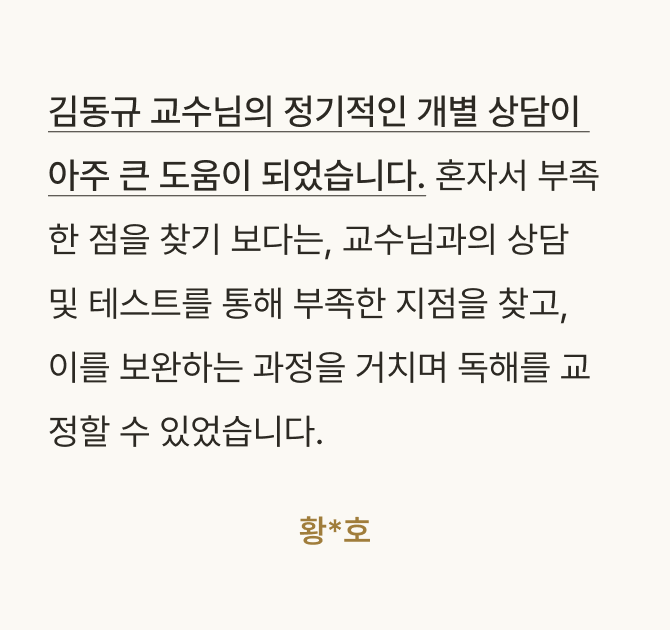 김동규 교수님의 정기적인 개별 상담이
아주 큰 도움이 되었습니다. 혼자서 부족
한 점을 찾기 보다는, 교수님과의 상담
및 테스트를 통해 부족한 지점을 찾고,
이를 보완하는 과정을 거치며 독해를 교
정할 수 있었습니다.
황*호